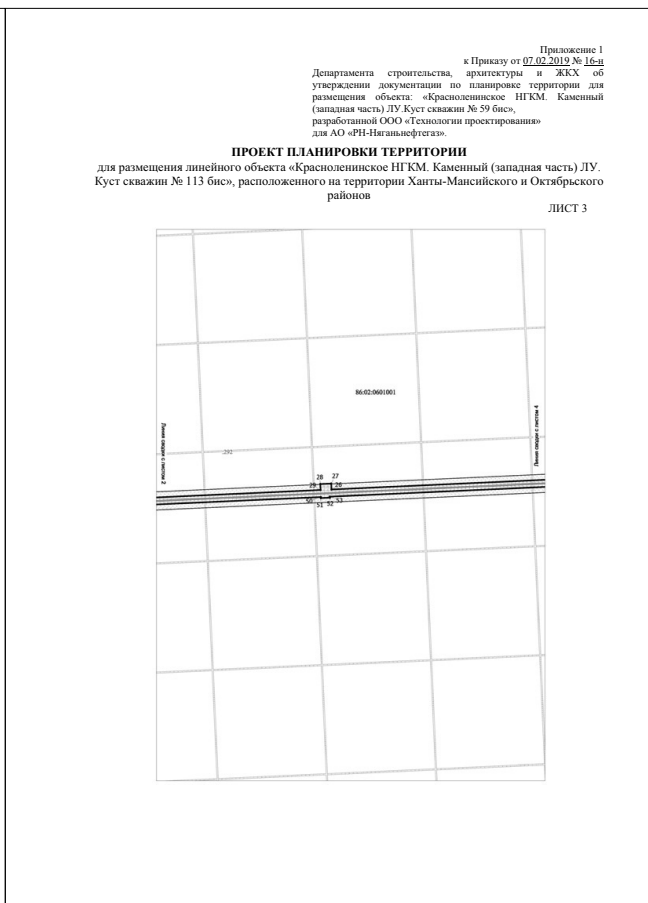 Приложение 1
к Приказу от 07.02.2019 № 16-н
Департамента строительства, архитектуры и ЖКХ об
утверждении документации по планировке территории для
размещения объекта: «Красноленинское НГКМ. Каменный
(западная часть) ЛУ.Куст скважин № 59 бис»,
разработанной ООО «Технологии проектирования»
для АО «РН-Няганьнефтегаз».
ПРОЕКТ ПЛАНИРОВКИ ТЕРРИТОРИИ
для размещения линейного объекта «Красноленинское НГКМ. Каменный (западная часть) ЛУ.
Куст скважин № 113 бис», расположенного на территории Ханты-Мансийского и Октябрьского
районов
ЛИСТ 3
86:02:0601001
Линия сводки с листом 4
Линия сводки с листом 2
:292
28 27
29 26
50 53
51 52